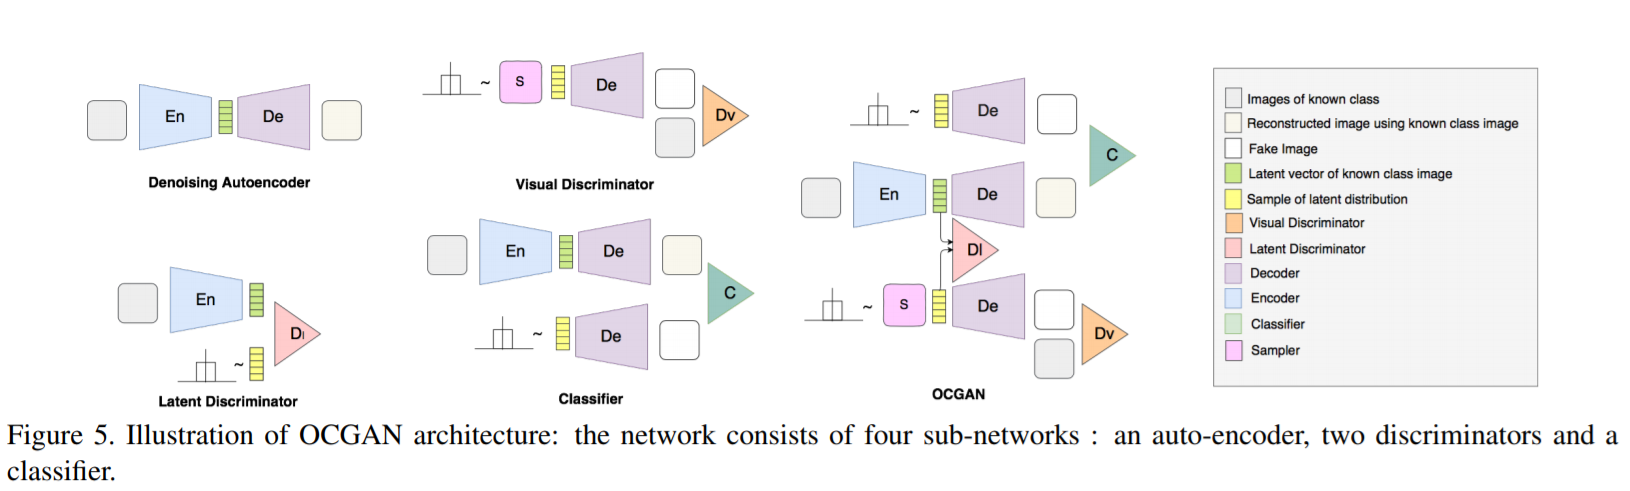 En
De
Denoising Autoencoder
~
S
De
Dv
Visual Discriminator
En
Dl
~
Latent Discriminator
En
De
C
~
De
Classifier
~
De
C
En
De
Dl
~
S
De
Dv
OCGAN
Images of known class
Reconstructed image using known class image
Fake Image
Latent vector of known class image
Sample of latent distribution
Visual Discriminator
Latent Discriminator
Decoder
Encoder
Classifier
Sampler
Figure 5. Illustration of OCGAN architecture: the network consists of four sub-networks : an auto-encoder, two discriminators and a
classifier.